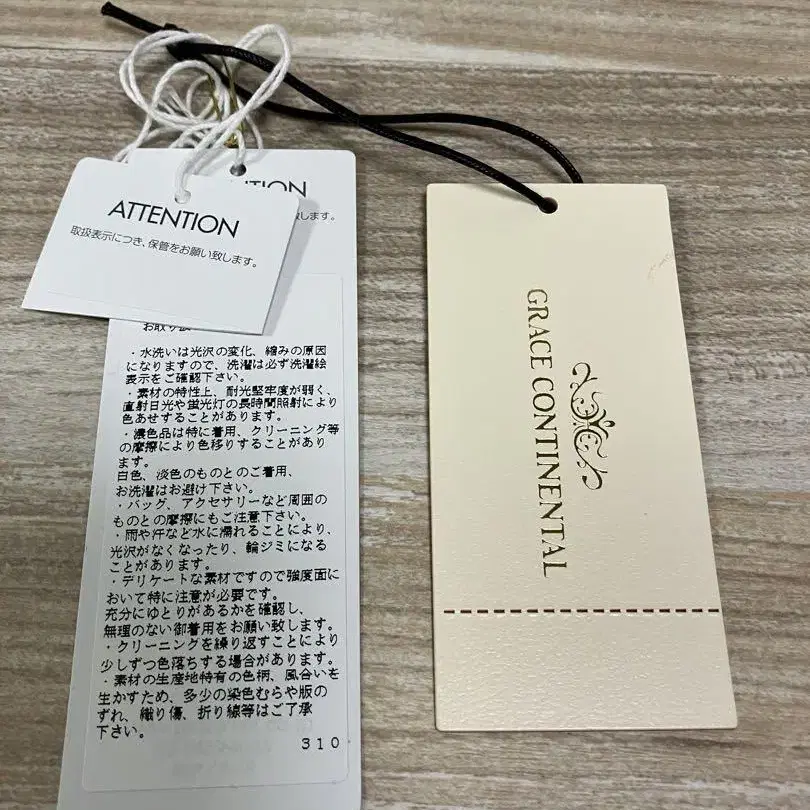 ATTENTION
取扱表示につき、保管をお願い致します。
TION
します。
お取り扱
・水洗いは光沢の変化、縮みの原因
になりますので、洗濯は必ず洗濯絵
表示をご確認下さい。
・素材の特性上、耐光堅牢度が弱く、
直射日光や蛍光灯の長時間照射により
色あせすることがあります。
・濃色品は特に着用、クリーニング等
の摩擦により色移りすることがあり
ます。
白色、淡色のものとのご着用、
お洗濯はお避け下さい。
・バッグ、アクセサリーなど周囲の
ものとの摩擦にもご注意下さい。
・雨や汗など水に濡れることにより、
光沢がなくなったり、輪ジミになる
ことがあります。
・デリケートな素材ですので強度面に
おいて特に注意が必要です。
充分にゆとりがあるかを確認し、
無理のない御着用をお願い致します。
・クリーニングを繰り返すことにより
少しずつ色落ちする場合があります。
・素材の生産地特有の色柄、風合いを
生かすため、多少の染色むらや版の
ずれ、織り傷、折り線等はご了承
下さい。
310
GRACE CONTINENTAL